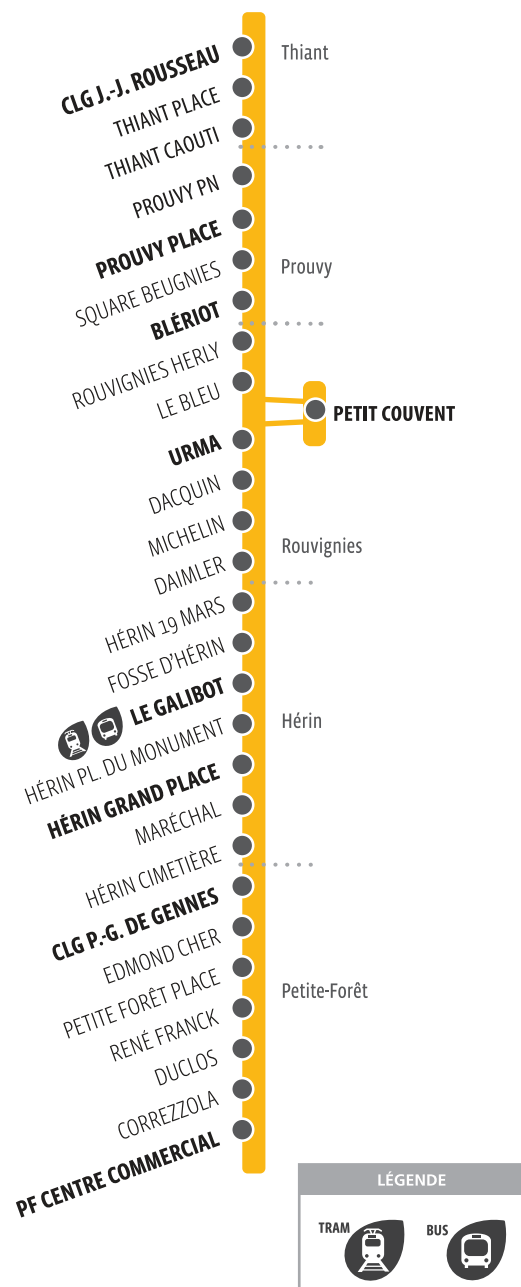 CLG J.-J. ROUSSEAU
Thiant
THIANT PLACE
THIANT CAOUTI
PROUVY PN
PROUVY PLACE
Prouvy
SQUARE BEUGNIES
BLÉRIOT
ROUVIGNIES HERLY
LE BLEU
PETIT COUVENT
URMA
DACQUIN
MICHELIN
Rouvignies
DAIMLER
HÉRIN 19 MARS
FOSSE D'HÉRIN
LE GALIBOT
Hérin
HÉRIN PL. DU MONUMENT
HÉRIN GRAND PLACE
MARÉCHAL
HÉRIN CIMETIÈRE
CLG P.-G. DE GENNES
EDMOND CHER
PETITE FORÊT PLACE
Petite-Forêt
RENÉ FRANCK
DUCLOS
CORREZZOLA
PF CENTRE COMMERCIAL
LÉGENDE
TRAM BUS